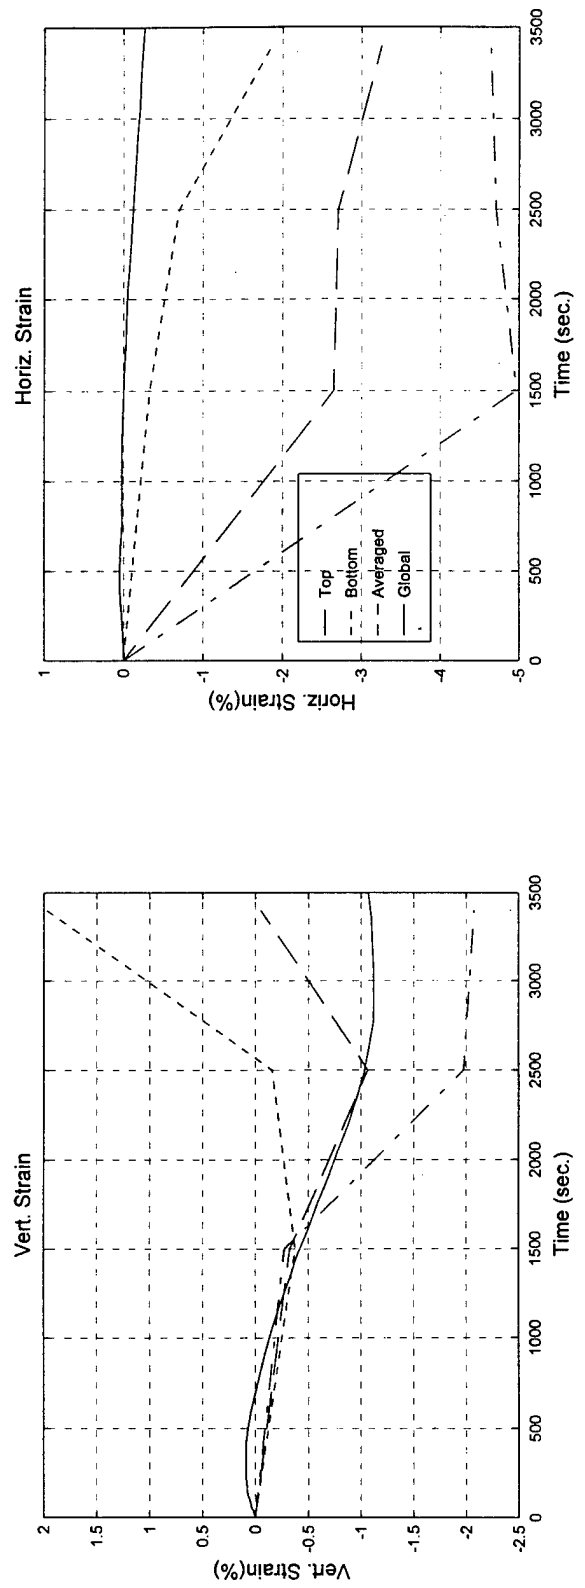 Vert. Strain
2
1.5
1
0.5
0
-0.5
-1
-1.5
-2
-2.5
Vert. Strain(%)
0 500 1000 1500 2000 2500 3000 3500
Time (sec.)
Horiz. Strain
1
0
-1
-2
-3
-4
-5
Horiz. Strain(%)
Top
Bottom
Averaged
Global
0 500 1000 1500 2000 2500 3000 3500
Time (sec.)